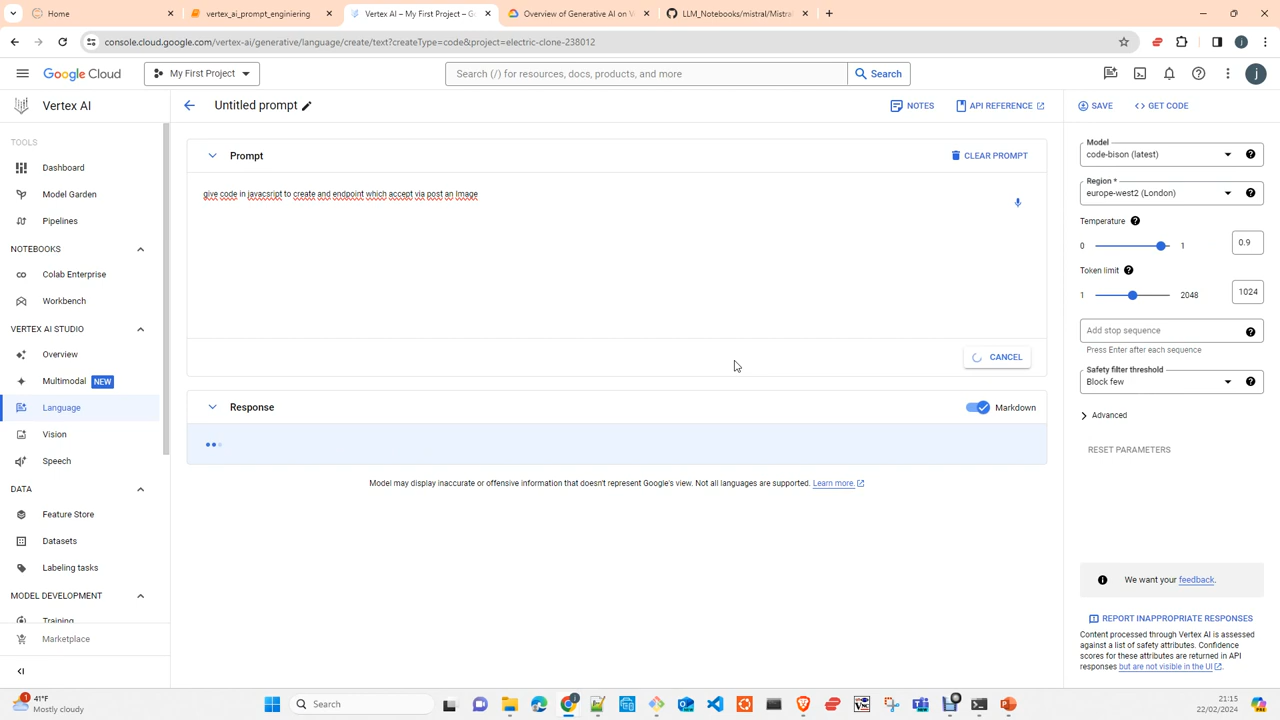 Home
vertex_ai_prompt_enginiering
Vertex AI – My First Project – G
Overview of Generative AI on V
LLM_Notebooks/mistral/Mistral
console.cloud.google.com/vertex-ai/generative/language/create/text?createType=code&project=electric-clone-238012
j
Google Cloud
My First Project
Search (/) for resources, docs, products, and more
Search
j
Vertex AI
Untitled prompt
NOTES
API REFERENCE
SAVE
<> GET CODE
TOOLS
Dashboard
Model Garden
Pipelines
NOTEBOOKS
Colab Enterprise
Workbench
VERTEX AI STUDIO
Overview
Multimodal NEW
Language
Vision
Speech
DATA
Feature Store
Datasets
Labeling tasks
MODEL DEVELOPMENT
Training
Marketplace
Prompt
CLEAR PROMPT
give code in javacsript to create and endpoint which accept via post an Image
CANCEL
Response
Markdown
Model may display inaccurate or offensive information that doesn't represent Google's view. Not all languages are supported. Learn more.
Model
code-bison (latest)
Region *
europe-west2 (London)
Temperature
0 1 0.9
Token limit
1 2048 1024
Add stop sequence
Press Enter after each sequence
Safety filter threshold
Block few
Advanced
RESET PARAMETERS
We want your feedback.
REPORT INAPPROPRIATE RESPONSES
Content processed through Vertex AI is assessed
against a list of safety attributes. Confidence
scores for these attributes are returned in API
responses but are not visible in the UI.
1
41°F
Mostly cloudy
Search
21:15
22/02/2024